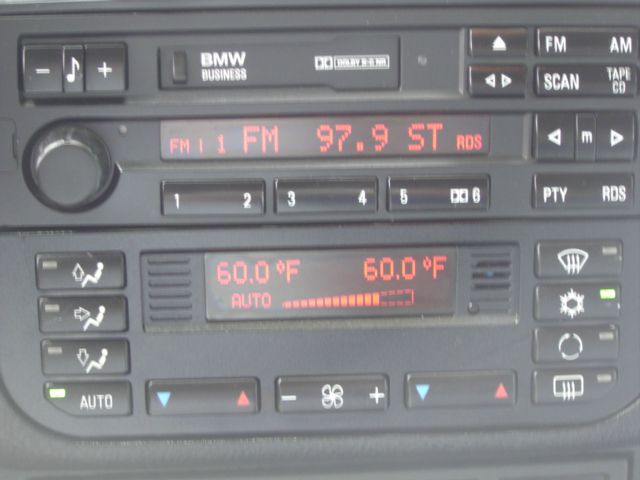 − ♪ +
BMW
BUSINESS
DOLBY B-C NR
FM AM
SCAN TAPE CD
FM 1 1 FM 97.9 ST RDS
m
1 2 3 4 5 6
PTY RDS
60.0 °F 60.0 °F
AUTO
AUTO
− +